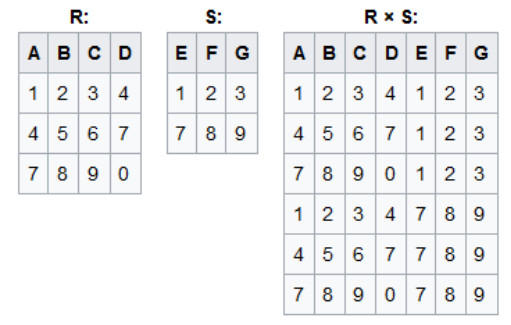 R: S: R × S:
A B C D E F G A B C D E F G
1 2 3 4 1 2 3 1 2 3 4 1 2 3
4 5 6 7 7 8 9 4 5 6 7 1 2 3
7 8 9 0 7 8 9 0 1 2 3
1 2 3 4 7 8 9
4 5 6 7 7 8 9
7 8 9 0 7 8 9